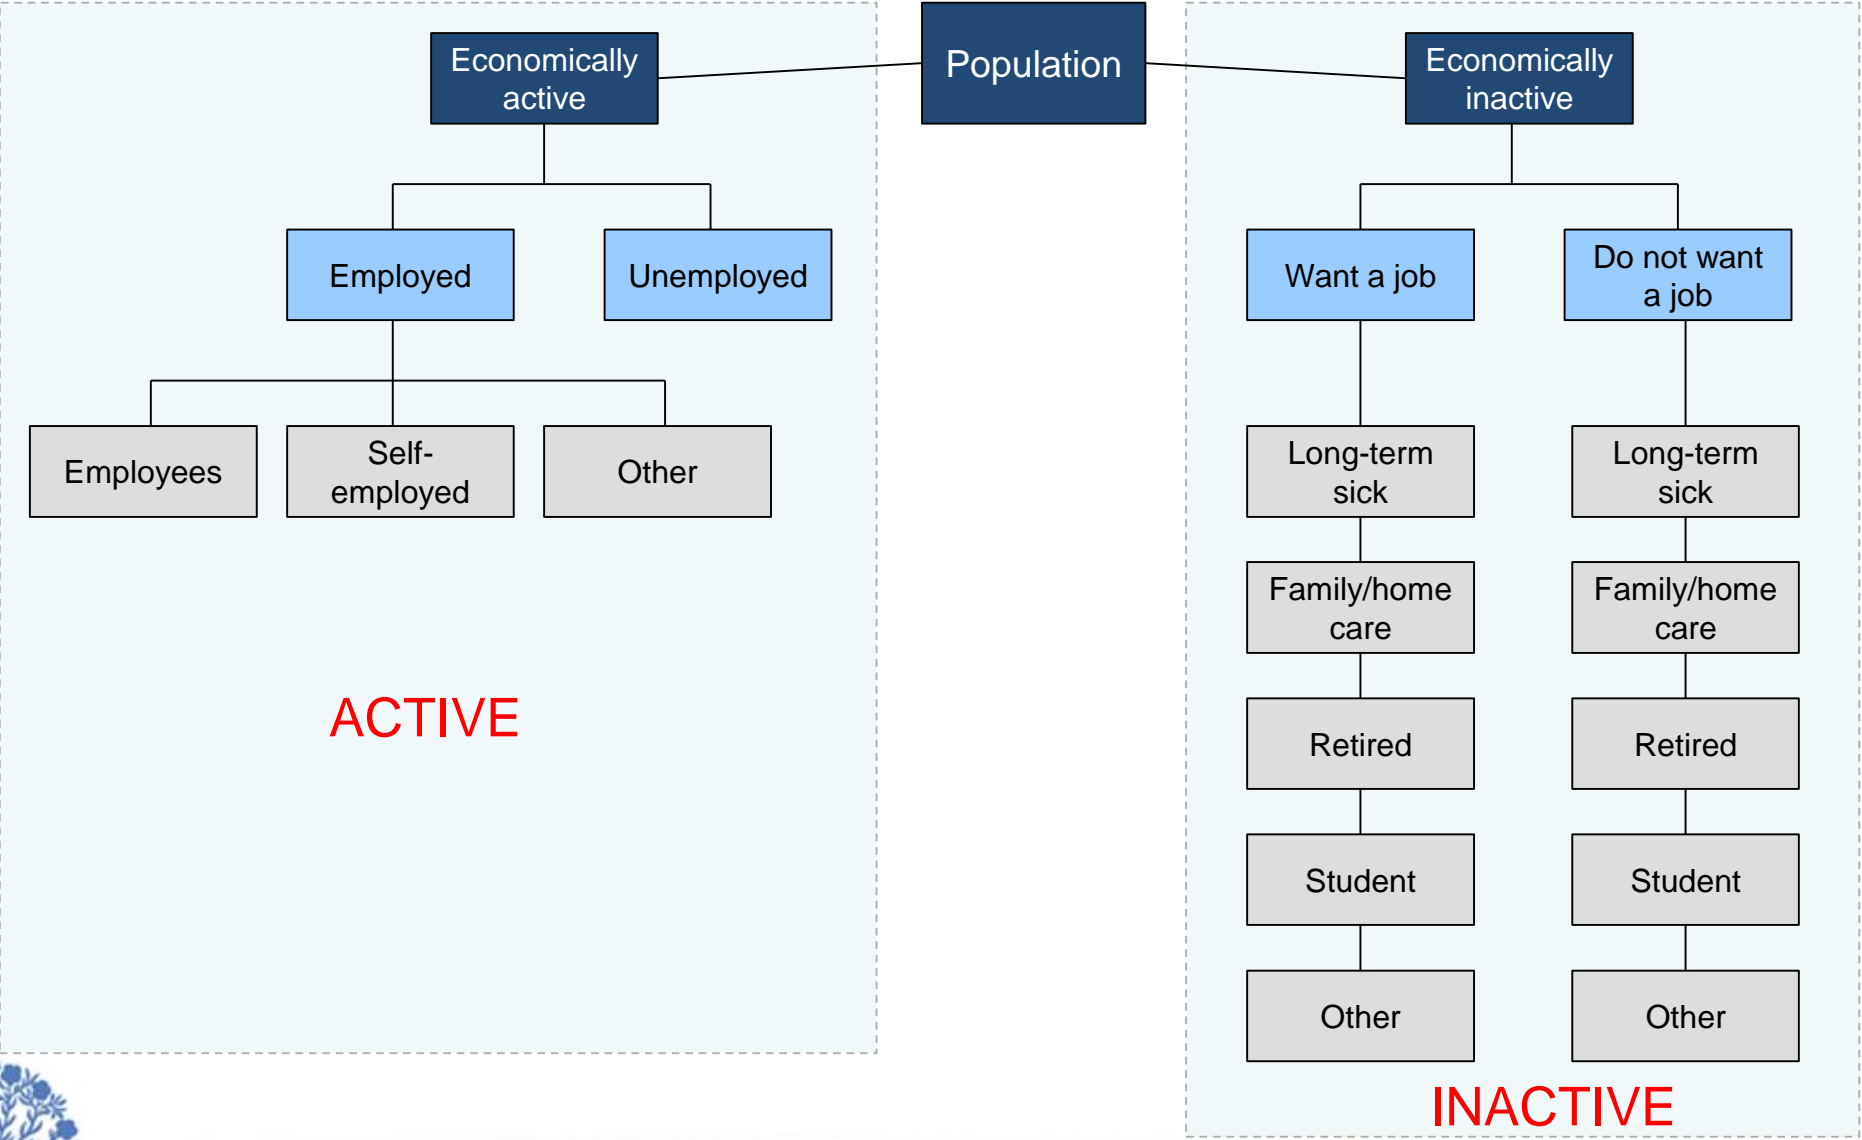 Population
Economically
active
Economically
inactive
Employed
Unemployed
Want a job
Do not want
a job
Employees
Self-
employed
Other
Long-term
sick
Long-term
sick
Family/home
care
Family/home
care
ACTIVE
Retired
Retired
Student
Student
Other
Other
INACTIVE